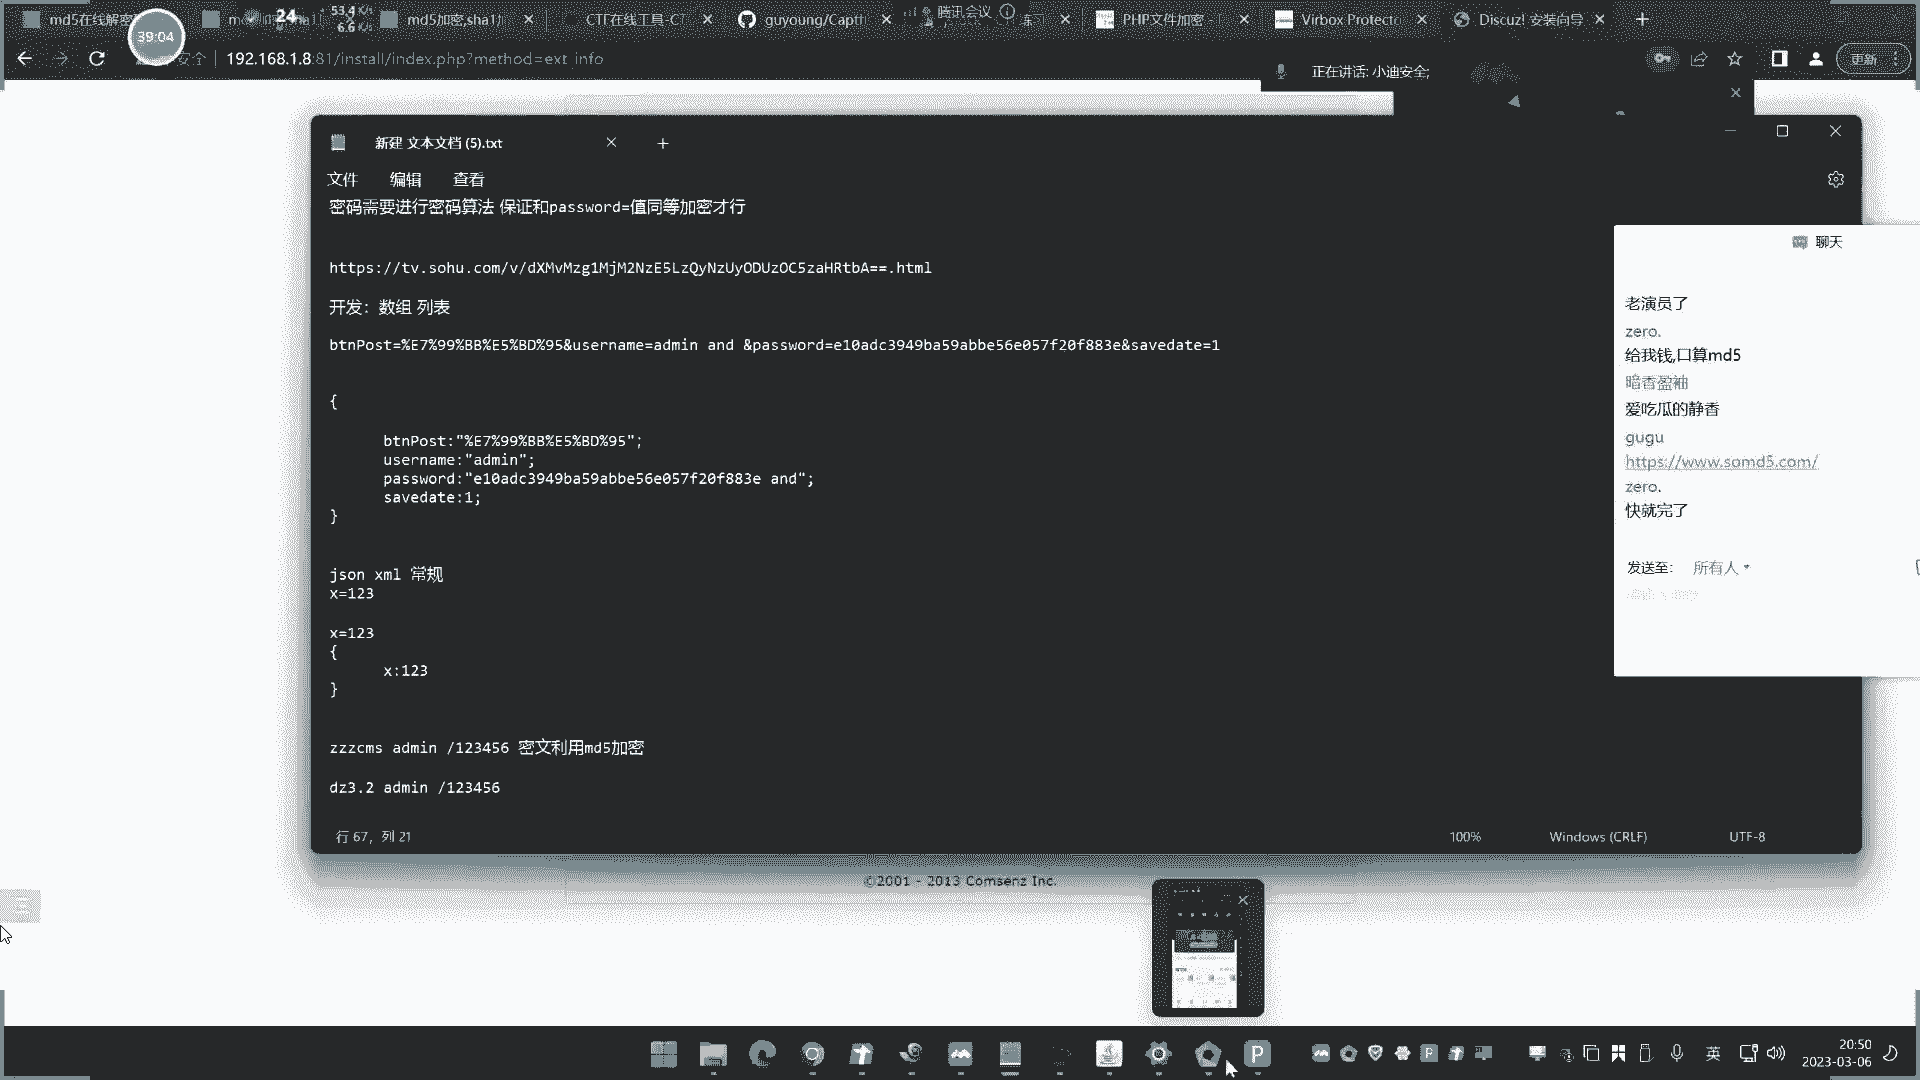 md5在线解密
md5加密,sha1加
CTF在线工具-CT
guyoung/Captf
PHP文件加密 -
Virbox Protecto
Discuz! 安装向导
39:04
24
53.4 K/s
6.6 K/s
腾讯会议
192.168.1.8:81/install/index.php?method=ext_info
更新
正在讲话: 小迪安全;
新建 文本文档 (5).txt
文件 编辑 查看
密码需要进行密码算法 保证和password=值同等加密才行
https://tv.sohu.com/v/dXMvMzg1MjM2NzE5LzQyNzUyODUzOC5zaHRtbA==.html
开发：数组 列表
btnPost=%E7%99%BB%E5%BD%95&username=admin and &password=e10adc3949ba59abbe56e057f20f883e&savedate=1
{
btnPost:"%E7%99%BB%E5%BD%95";
username:"admin";
password:"e10adc3949ba59abbe56e057f20f883e and";
savedate:1;
}
json xml 常规
x=123
x=123
{
x:123
}
zzzcms admin /123456 密文利用md5加密
dz3.2 admin /123456
行 67，列 21
100%
Windows (CRLF)
UTF-8
聊天
老演员了
zero.
给我钱,口算md5
暗香盈袖
爱吃瓜的静香
gugu
https://www.somd5.com/
zero.
快就完了
发送至: 所有人
©2001 - 2013 Comsenz Inc.
英
20:50
2023-03-06